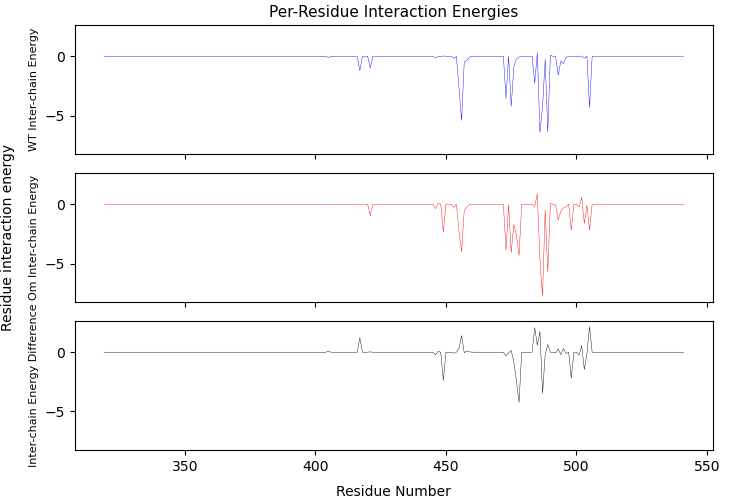 Per-Residue Interaction Energies
Residue interaction energy
WT Inter-chain Energy
0
−5
Om Inter-chain Energy
0
−5
Inter-chain Energy Difference
0
−5
350
400
450
500
550
Residue Number